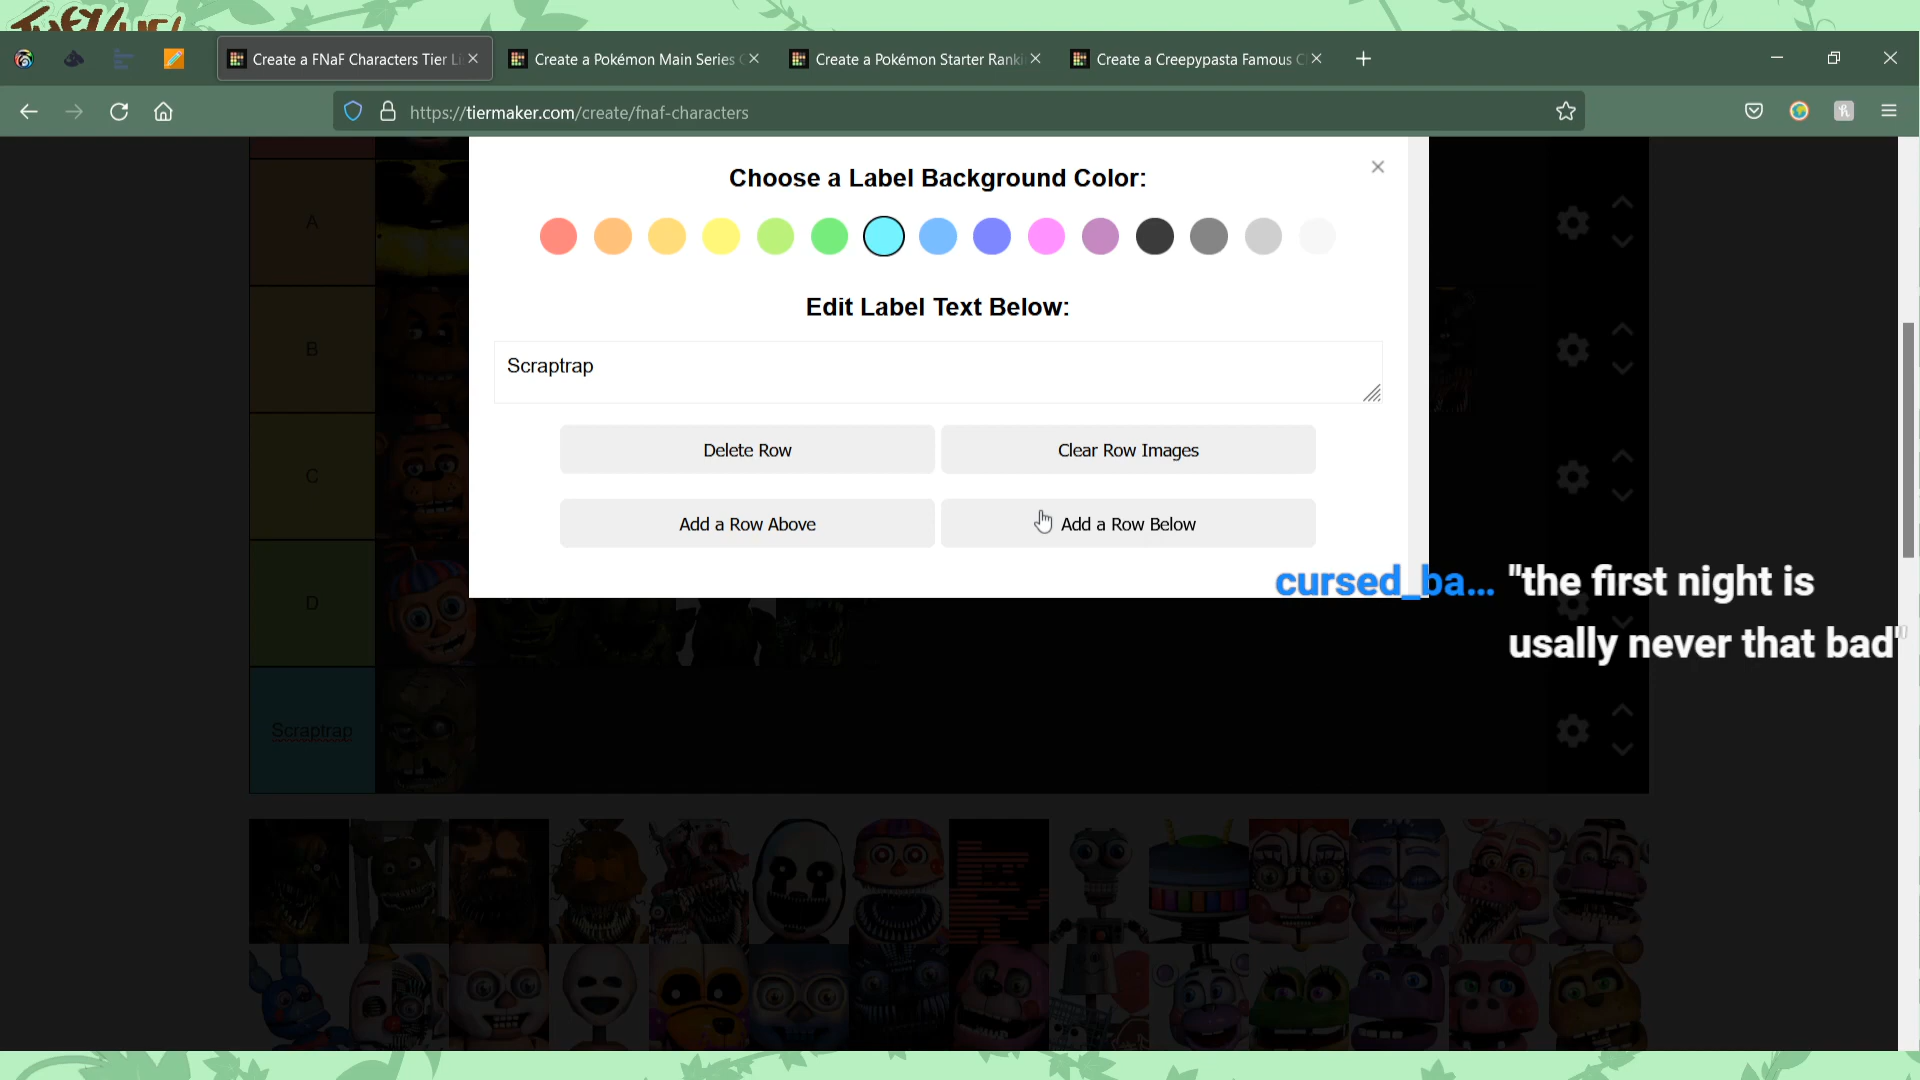 Create a FNaF Characters Tier Li
Create a Pokémon Main Series
Create a Pokémon Starter Ranki
Create a Creepypasta Famous C
https://tiermaker.com/create/fnaf-characters
Choose a Label Background Color:
Edit Label Text Below:
Scraptrap
Delete Row
Clear Row Images
Add a Row Above
Add a Row Below
A
B
C
D
Scraptrap
cursed_ba... "the first night is
usally never that bad"